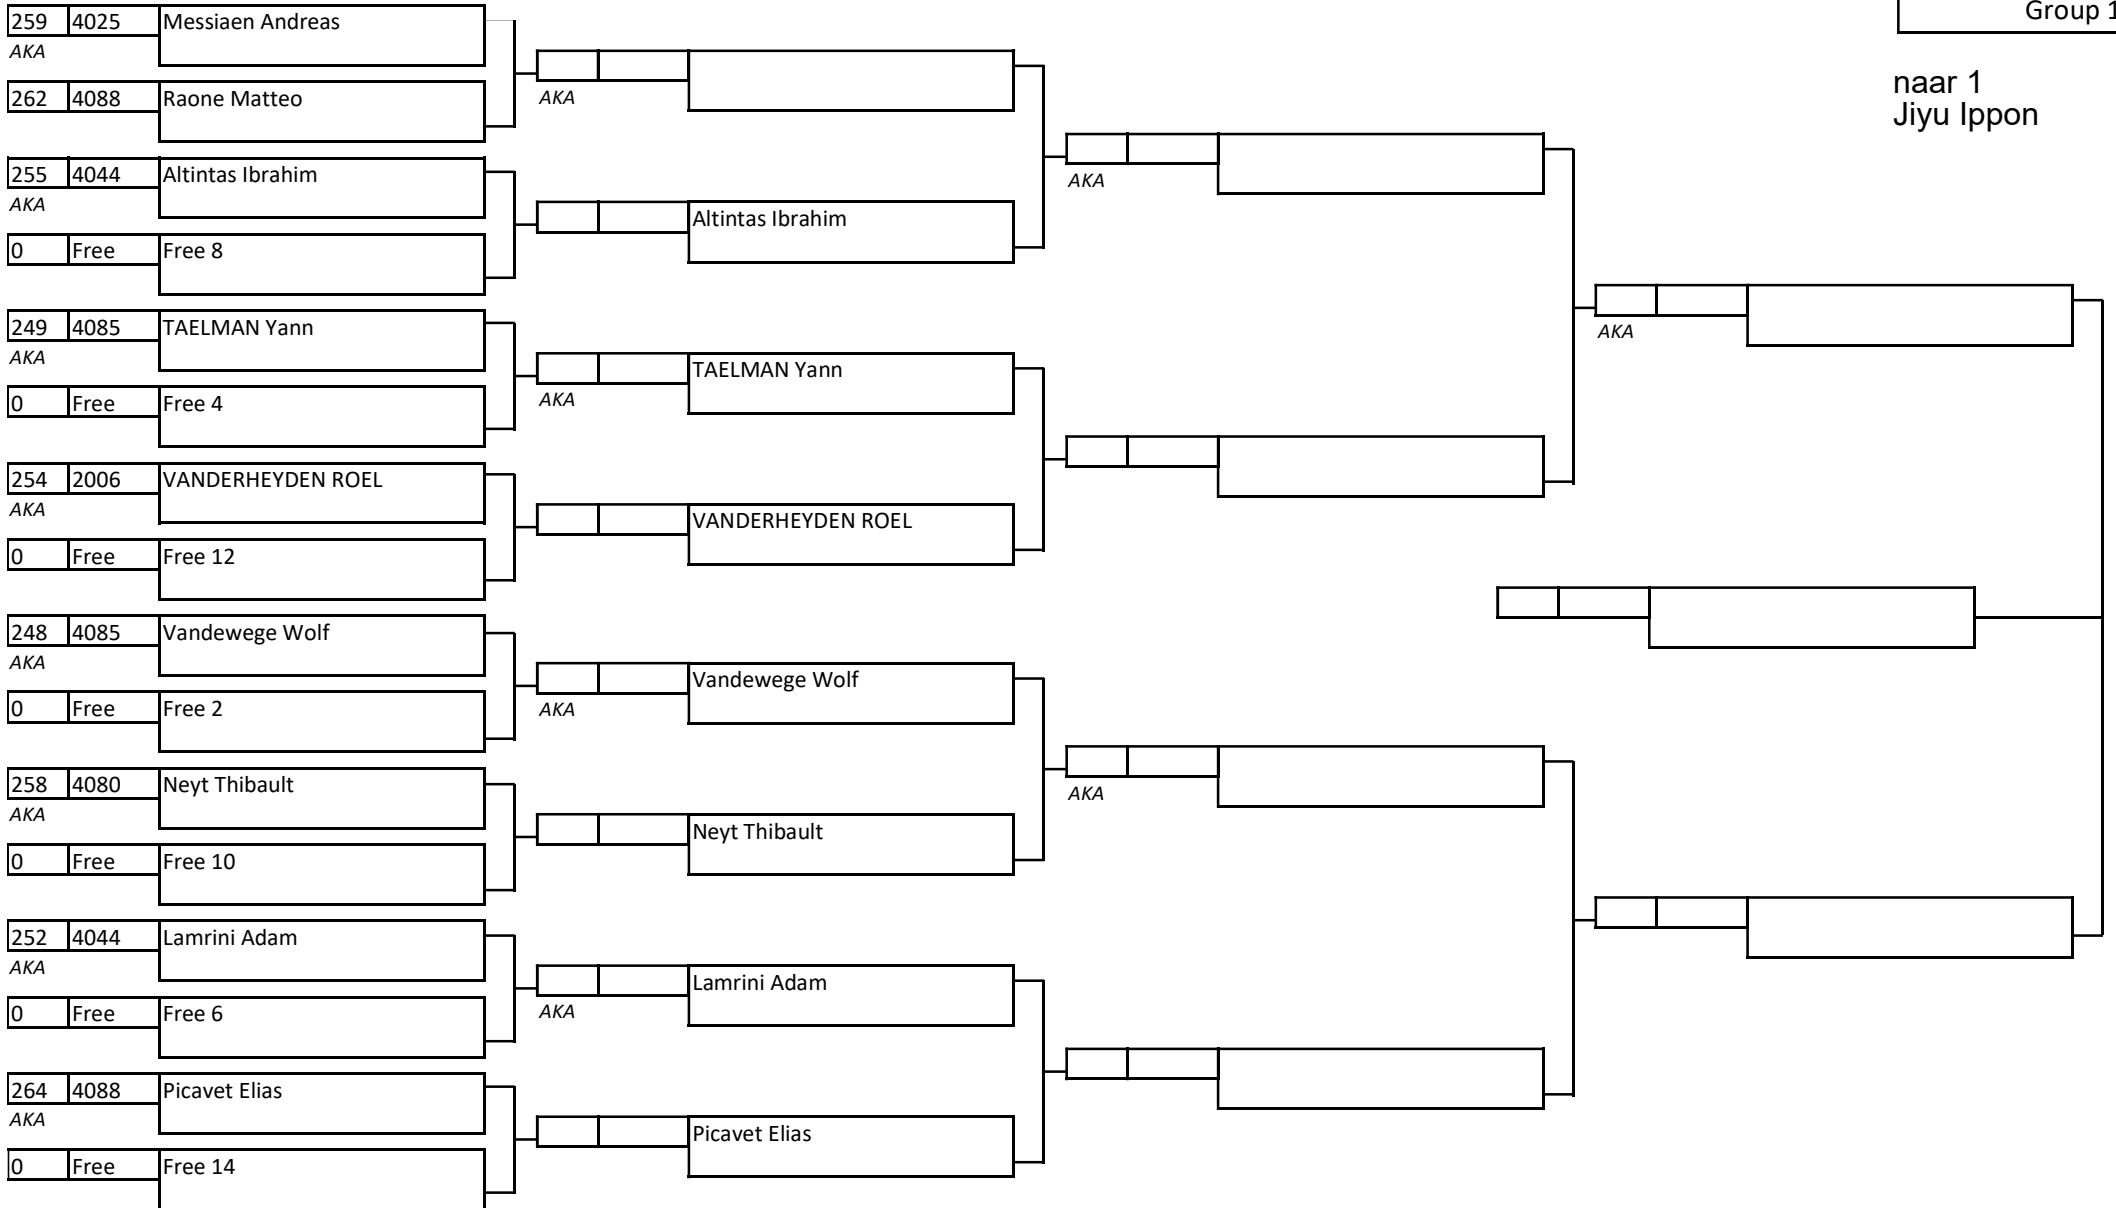 Group 1
naar 1
Jiyu Ippon
259 4025 Messiaen Andreas
AKA
262 4088 Raone Matteo
AKA
255 4044 Altintas Ibrahim
AKA
Altintas Ibrahim
0 Free Free 8
AKA
249 4085 TAELMAN Yann
AKA
TAELMAN Yann
AKA
0 Free Free 4
AKA
254 2006 VANDERHEYDEN ROEL
AKA
VANDERHEYDEN ROEL
0 Free Free 12
248 4085 Vandewege Wolf
AKA
Vandewege Wolf
AKA
0 Free Free 2
258 4080 Neyt Thibault
AKA
AKA
Neyt Thibault
0 Free Free 10
252 4044 Lamrini Adam
AKA
Lamrini Adam
AKA
0 Free Free 6
264 4088 Picavet Elias
AKA
Picavet Elias
0 Free Free 14